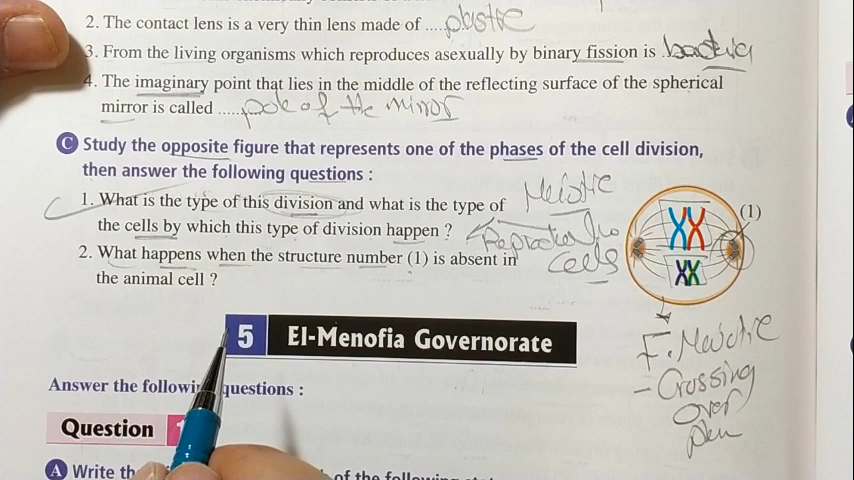 2. The contact lens is a very thin lens made of ..... plastic
3. From the living organisms which reproduces asexually by binary fission is . bacteria
4. The imaginary point that lies in the middle of the reflecting surface of the spherical
mirror is called ...... pole of the mirror
C Study the opposite figure that represents one of the phases of the cell division,
then answer the following questions :
1. What is the type of this division and what is the type of
the cells by which this type of division happen ?
Meiotic
Reproductive
cells
2. What happens when the structure number (1) is absent in
the animal cell ?
(1)
F. Meiotic
- Crossing
over
5 El-Menofia Governorate
Answer the following questions :
Question 1
A Write th
of the following